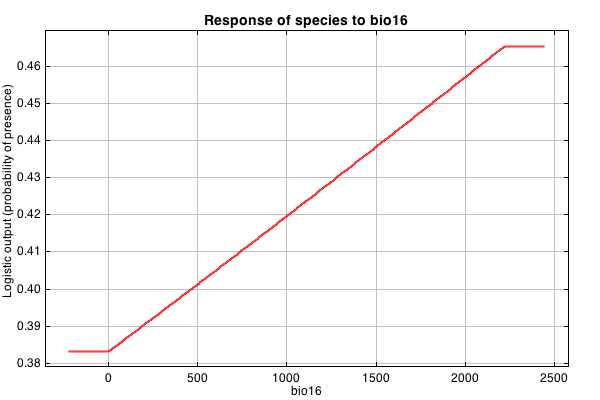 Response of species to bio16
Logistic output (probability of presence)
0.46
0.45
0.44
0.43
0.42
0.41
0.40
0.39
0.38
0 500 1000 1500 2000 2500
bio16